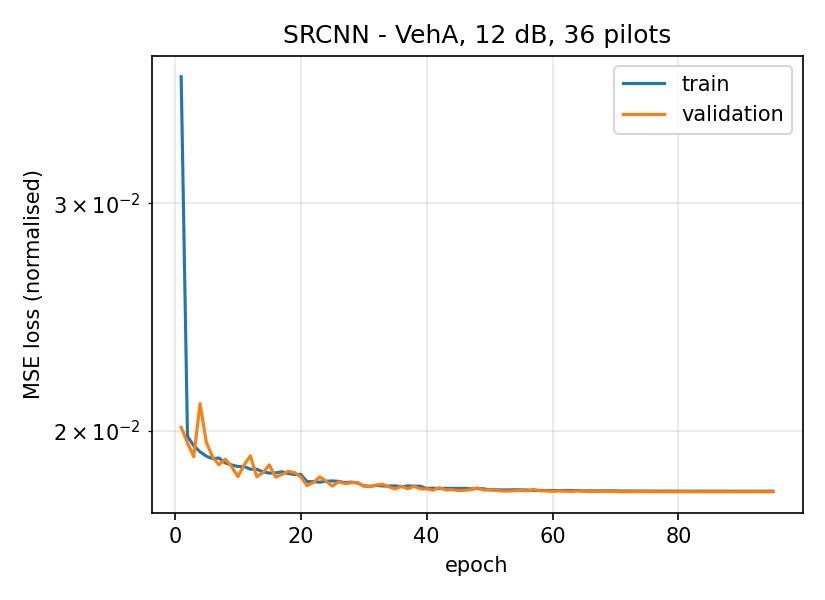 SRCNN - VehA, 12 dB, 36 pilots
train
validation
MSE loss (normalised)
3 × 10⁻²
2 × 10⁻²
0 20 40 60 80
epoch